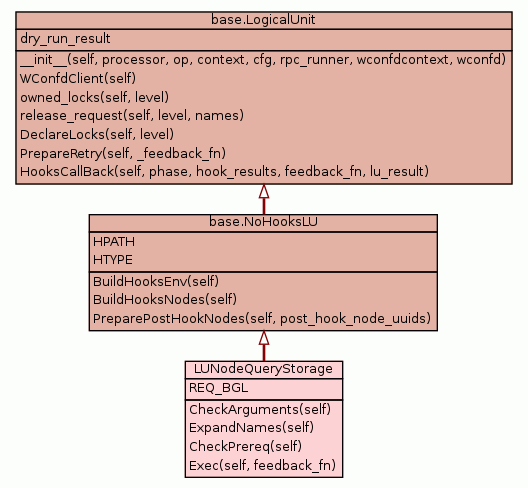 base.LogicalUnit
dry_run_result
__init__(self, processor, op, context, cfg, rpc_runner, wconfdcontext, wconfd)
WConfdClient(self)
owned_locks(self, level)
release_request(self, level, names)
DeclareLocks(self, level)
PrepareRetry(self, _feedback_fn)
HooksCallBack(self, phase, hook_results, feedback_fn, lu_result)
base.NoHooksLU
HPATH
HTYPE
BuildHooksEnv(self)
BuildHooksNodes(self)
PreparePostHookNodes(self, post_hook_node_uuids)
LUNodeQueryStorage
REQ_BGL
CheckArguments(self)
ExpandNames(self)
CheckPrereq(self)
Exec(self, feedback_fn)